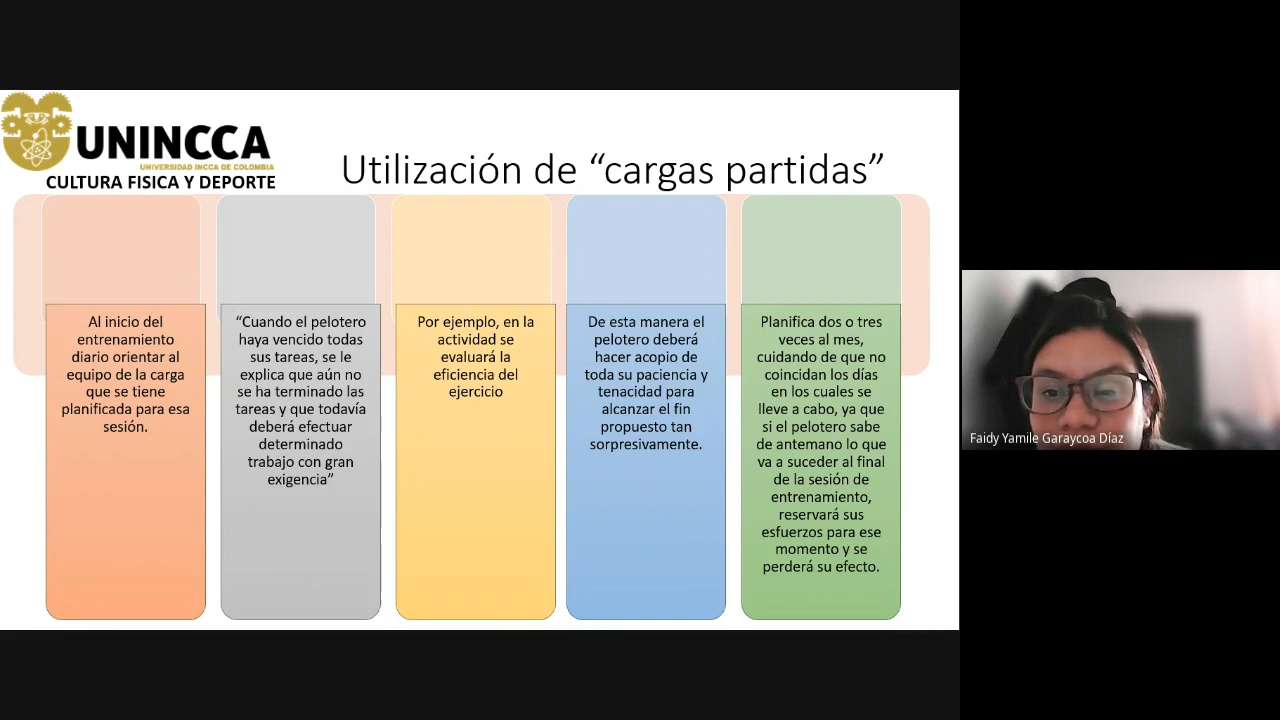 UNINCCA
UNIVERSIDAD INCCA DE COLOMBIA
CULTURA FISICA Y DEPORTE
Utilización de “cargas partidas”
Al inicio del
entrenamiento
diario orientar al
equipo de la carga
que se tiene
planificada para esa
sesión.
“Cuando el pelotero
haya vencido todas
sus tareas, se le
explica que aún no
se ha terminado las
tareas y que todavía
deberá efectuar
determinado
trabajo con gran
exigencia”
Por ejemplo, en la
actividad se
evaluará la
eficiencia del
ejercicio
De esta manera el
pelotero deberá
hacer acopio de
toda su paciencia y
tenacidad para
alcanzar el fin
propuesto tan
sorpresivamente.
Planifica dos o tres
veces al mes,
cuidando de que no
coincidan los días
en los cuales se
lleve a cabo, ya que
si el pelotero sabe
de antemano lo que
va a suceder al final
de la sesión de
entrenamiento,
reservará sus
esfuerzos para ese
momento y se
perderá su efecto.
Faidy Yamile Garaycoa Díaz